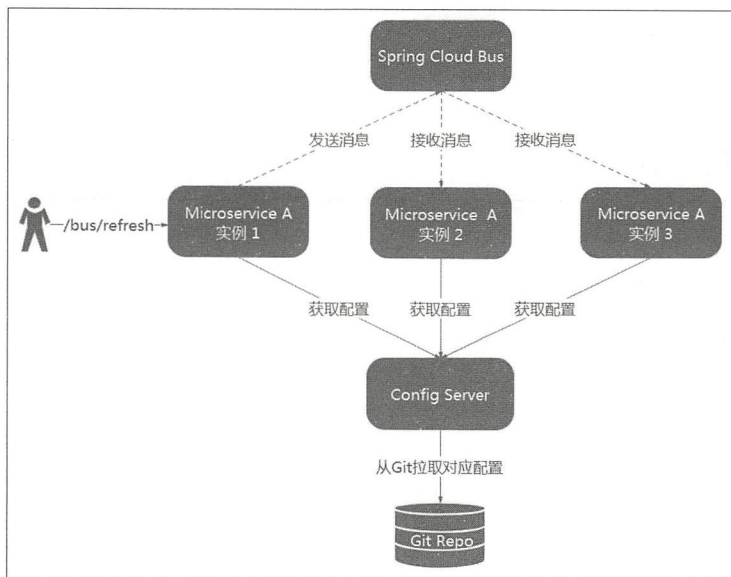 Spring Cloud Bus
发送消息
接收消息
接收消息
/bus/refresh
Microservice A
实例 1
Microservice A
实例 2
Microservice A
实例 3
获取配置
获取配置
获取配置
Config Server
从Git拉取对应配置
Git Repo